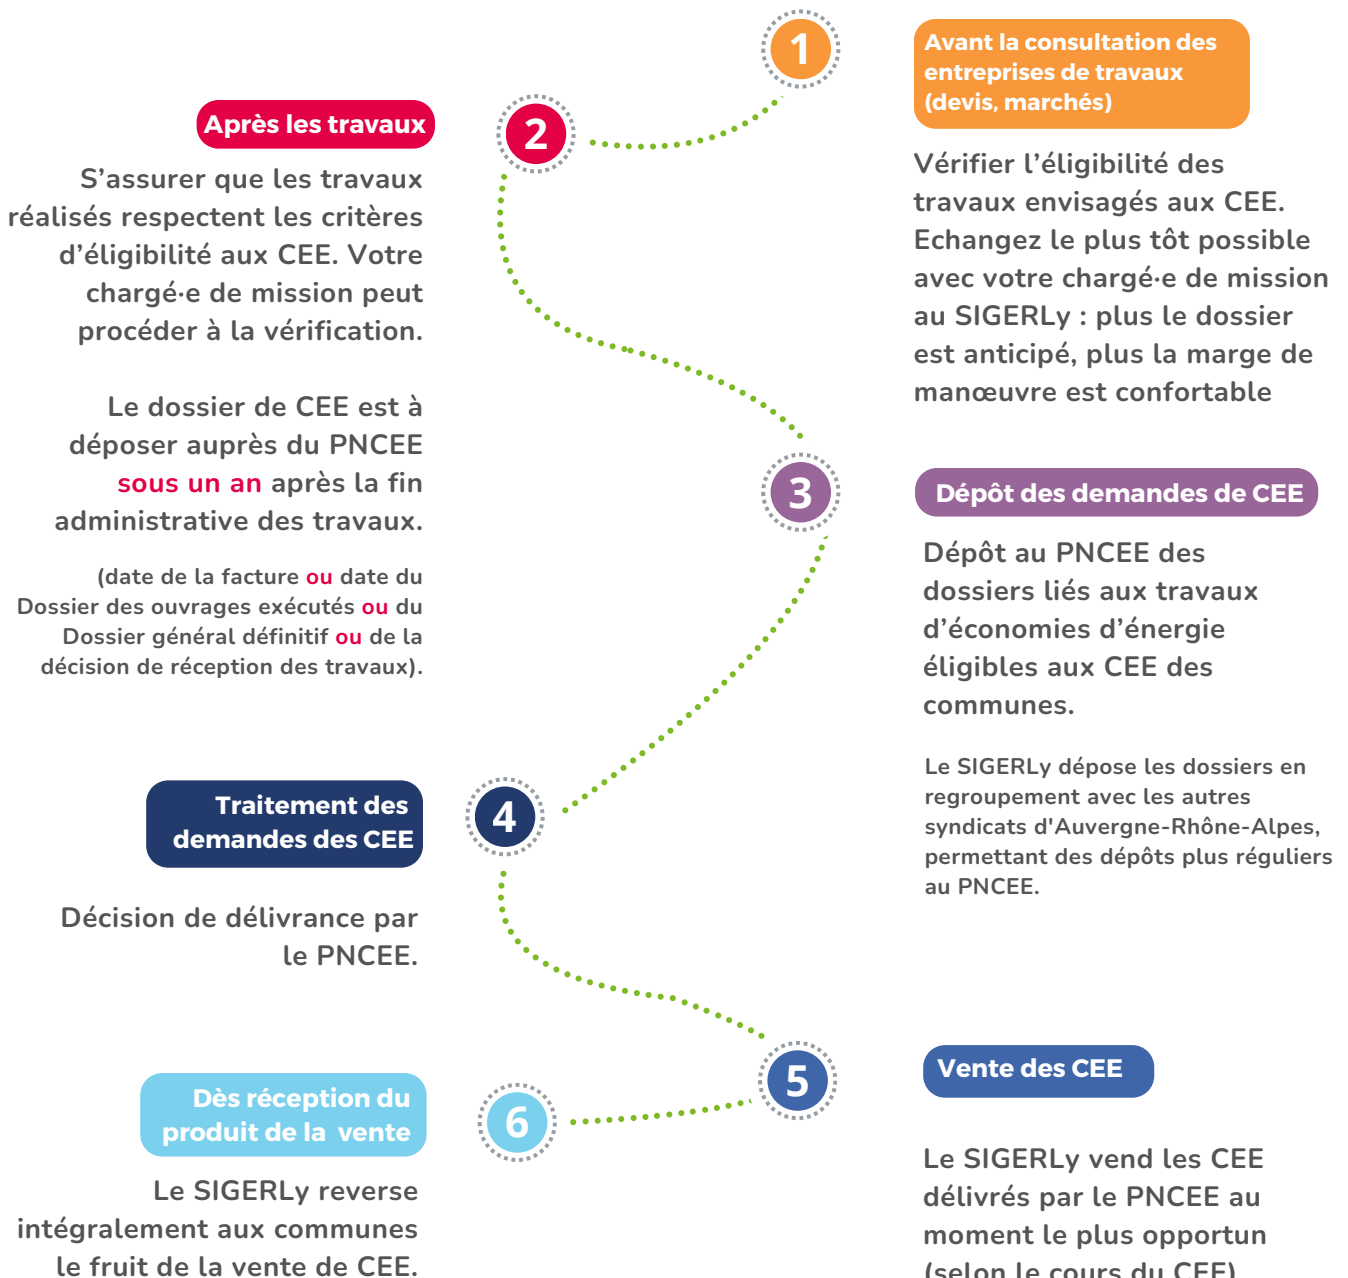 1
Avant la consultation des
entreprises de travaux
(devis, marchés)
Vérifier l'éligibilité des
travaux envisagés aux CEE.
Echangez le plus tôt possible
avec votre chargé·e de mission
au SIGERLy : plus le dossier
est anticipé, plus la marge de
manœuvre est confortable
2
Après les travaux
S'assurer que les travaux
réalisés respectent les critères
d'éligibilité aux CEE. Votre
chargé·e de mission peut
procéder à la vérification.
Le dossier de CEE est à
déposer auprès du PNCEE
sous un an après la fin
administrative des travaux.
(date de la facture ou date du
Dossier des ouvrages exécutés ou du
Dossier général définitif ou de la
décision de réception des travaux).
3
Dépôt des demandes de CEE
Dépôt au PNCEE des
dossiers liés aux travaux
d'économies d'énergie
éligibles aux CEE des
communes.
Le SIGERLy dépose les dossiers en
regroupement avec les autres
syndicats d'Auvergne-Rhône-Alpes,
permettant des dépôts plus réguliers
au PNCEE.
4
Traitement des
demandes des CEE
Décision de délivrance par
le PNCEE.
5
Vente des CEE
Le SIGERLy vend les CEE
délivrés par le PNCEE au
moment le plus opportun
(selon le cours du CEE)
6
Dès réception du
produit de la vente
Le SIGERLy reverse
intégralement aux communes
le fruit de la vente de CEE.